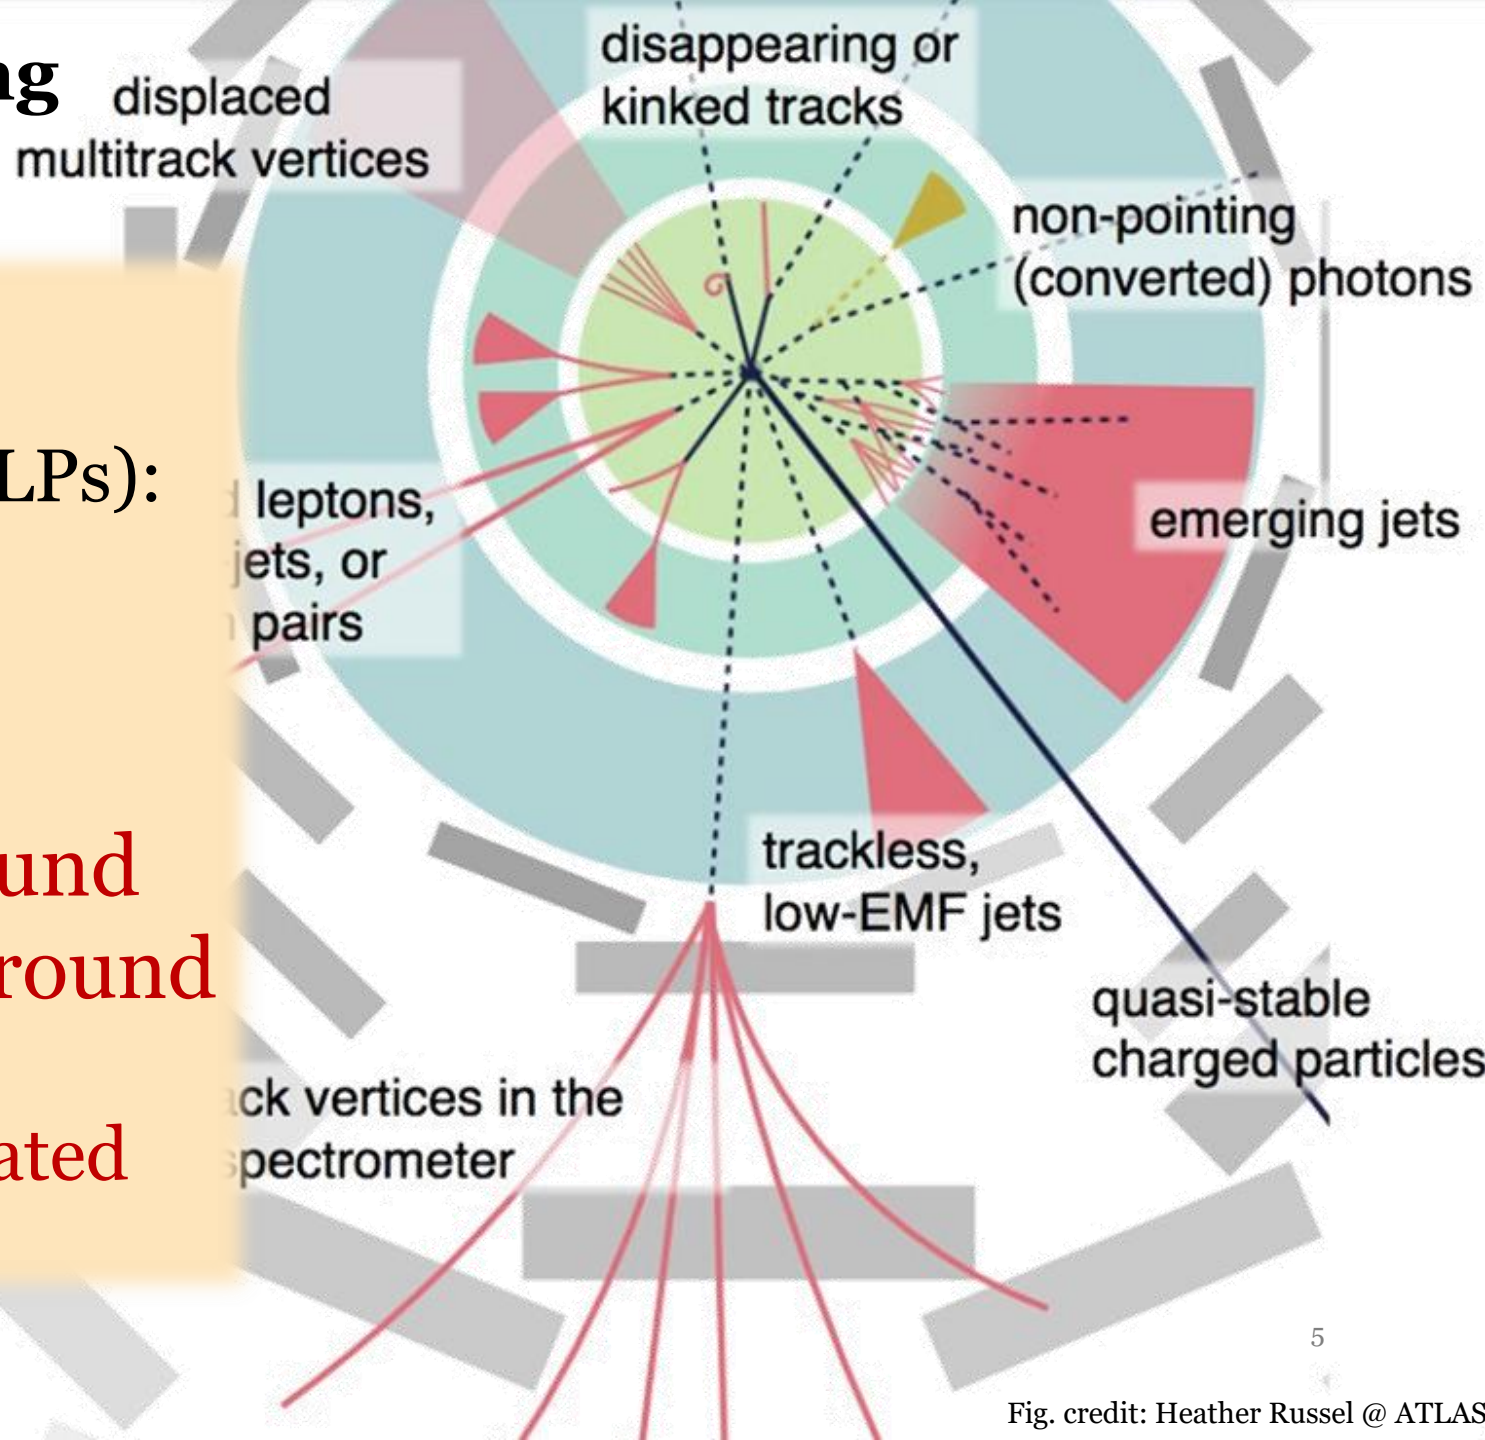 ng
displaced
multitrack vertices
disappearing or
kinked tracks
non-pointing
(converted) photons
LPs):
leptons,
jets, or
pairs
emerging jets
und
round
ated
trackless,
low-EMF jets
quasi-stable
charged particles
ck vertices in the
spectrometer
5
Fig. credit: Heather Russel @ ATLAS